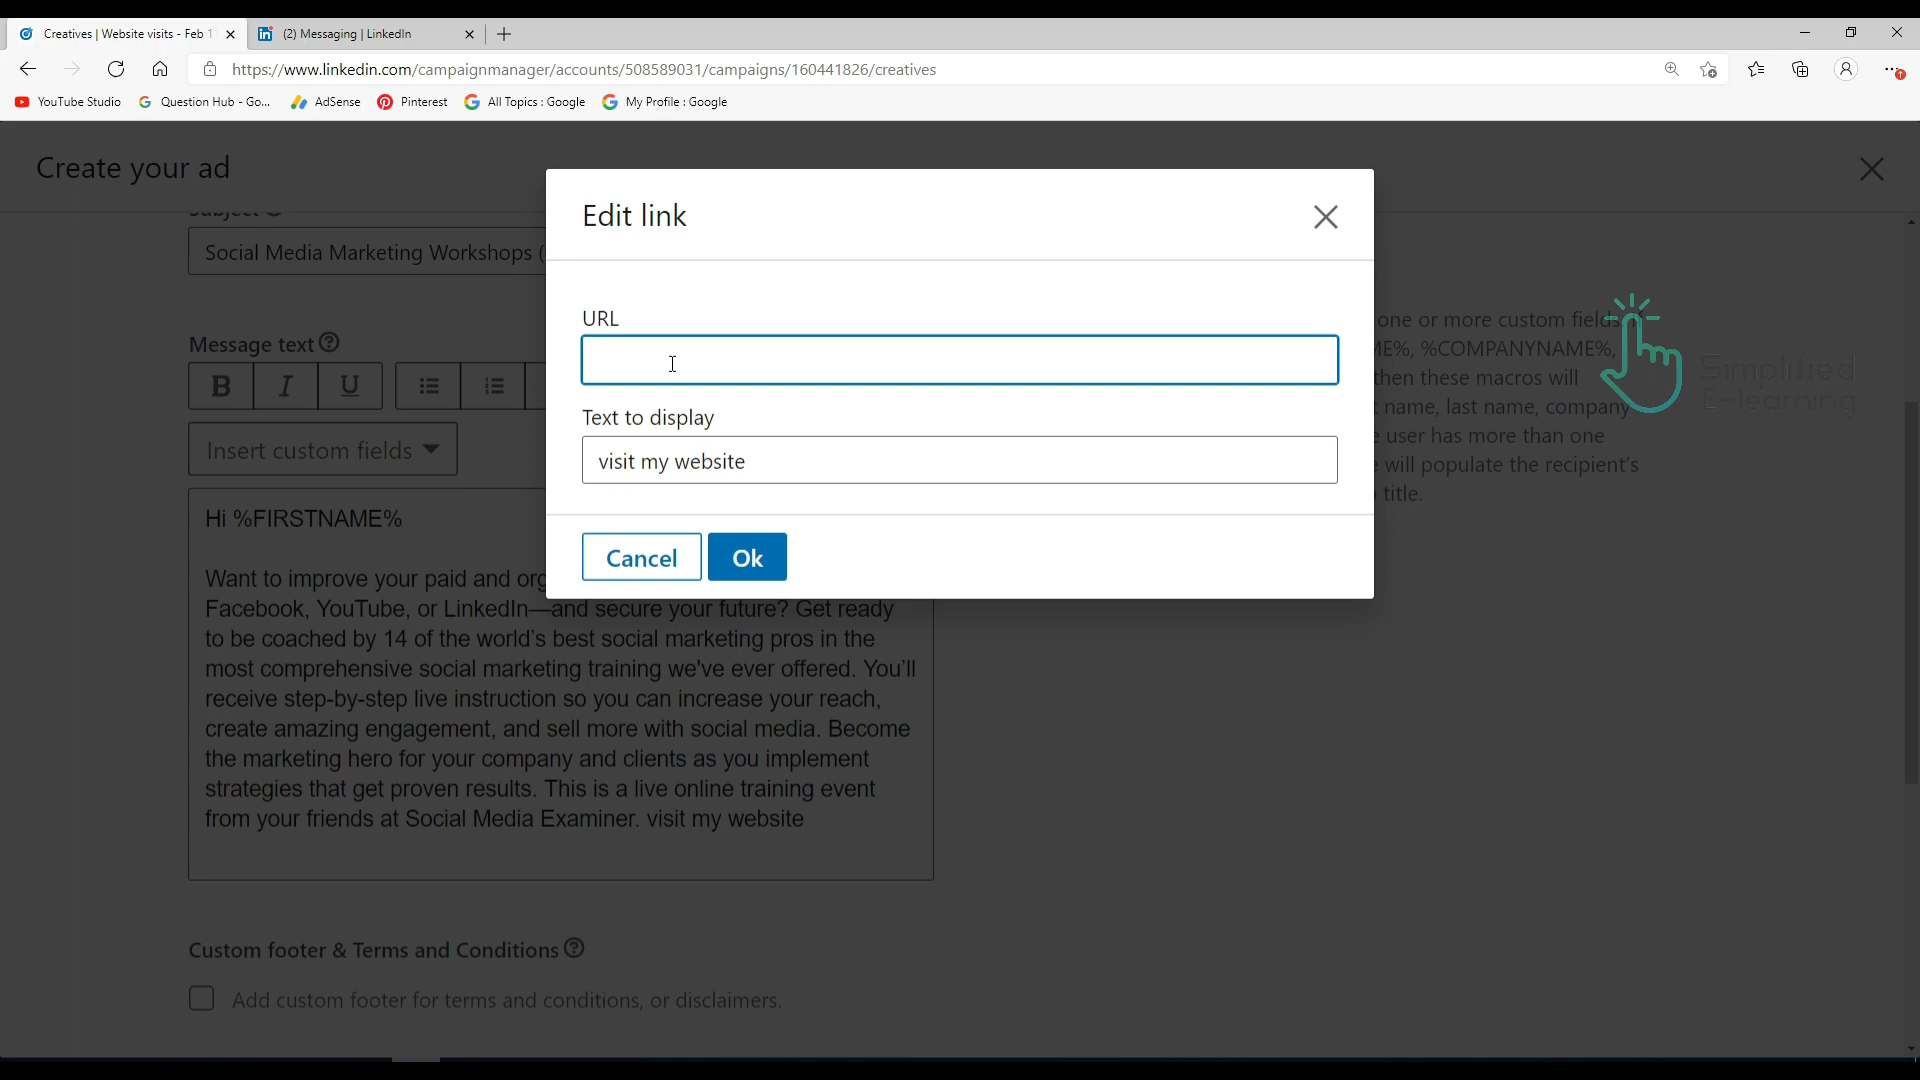 Creatives | Website visits - Feb 1
(2) Messaging | LinkedIn
https://www.linkedin.com/campaignmanager/accounts/508589031/campaigns/160441826/creatives
YouTube Studio
Question Hub - Go...
AdSense
Pinterest
All Topics : Google
My Profile : Google
Create your ad
Subject
Social Media Marketing Workshops (
Message text
B I U
Insert custom fields
Hi %FIRSTNAME%
Want to improve your paid and org
Facebook, YouTube, or LinkedIn—and secure your future? Get ready
to be coached by 14 of the world's best social marketing pros in the
most comprehensive social marketing training we've ever offered. You'll
receive step-by-step live instruction so you can increase your reach,
create amazing engagement, and sell more with social media. Become
the marketing hero for your company and clients as you implement
strategies that get proven results. This is a live online training event
from your friends at Social Media Examiner. visit my website
Custom footer & Terms and Conditions
Add custom footer for terms and conditions, or disclaimers.
Edit link
URL
Text to display
visit my website
Cancel
Ok
one or more custom fields
ME%, %COMPANYNAME%,
then these macros will
name, last name, company
user has more than one
will populate the recipient's
title.
Simplified
E-learning